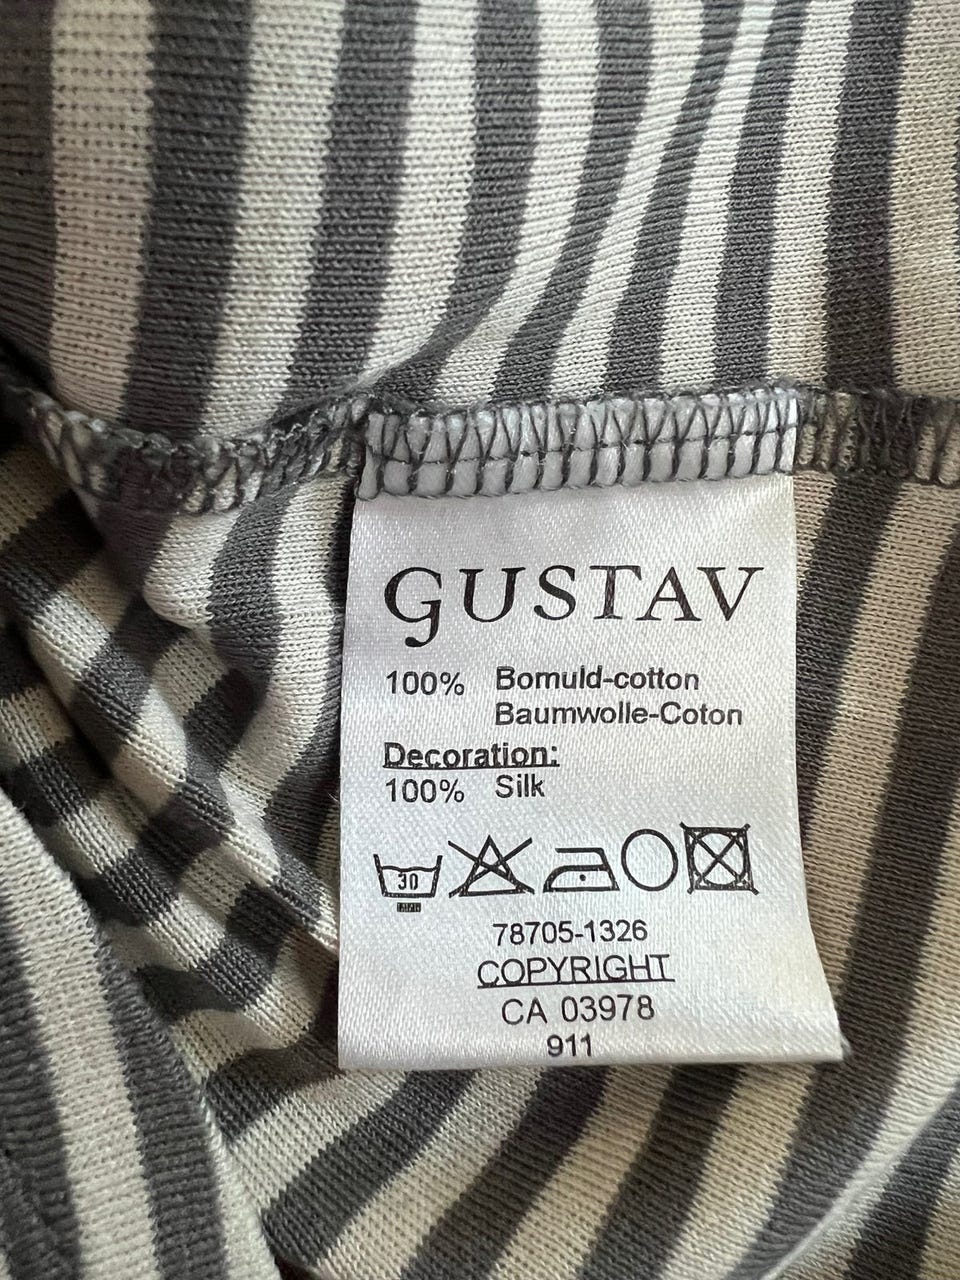 GUSTAV
100% Bomuld-cotton
Baumwolle-Coton
Decoration:
100% Silk
30
78705-1326
COPYRIGHT
CA 03978
911